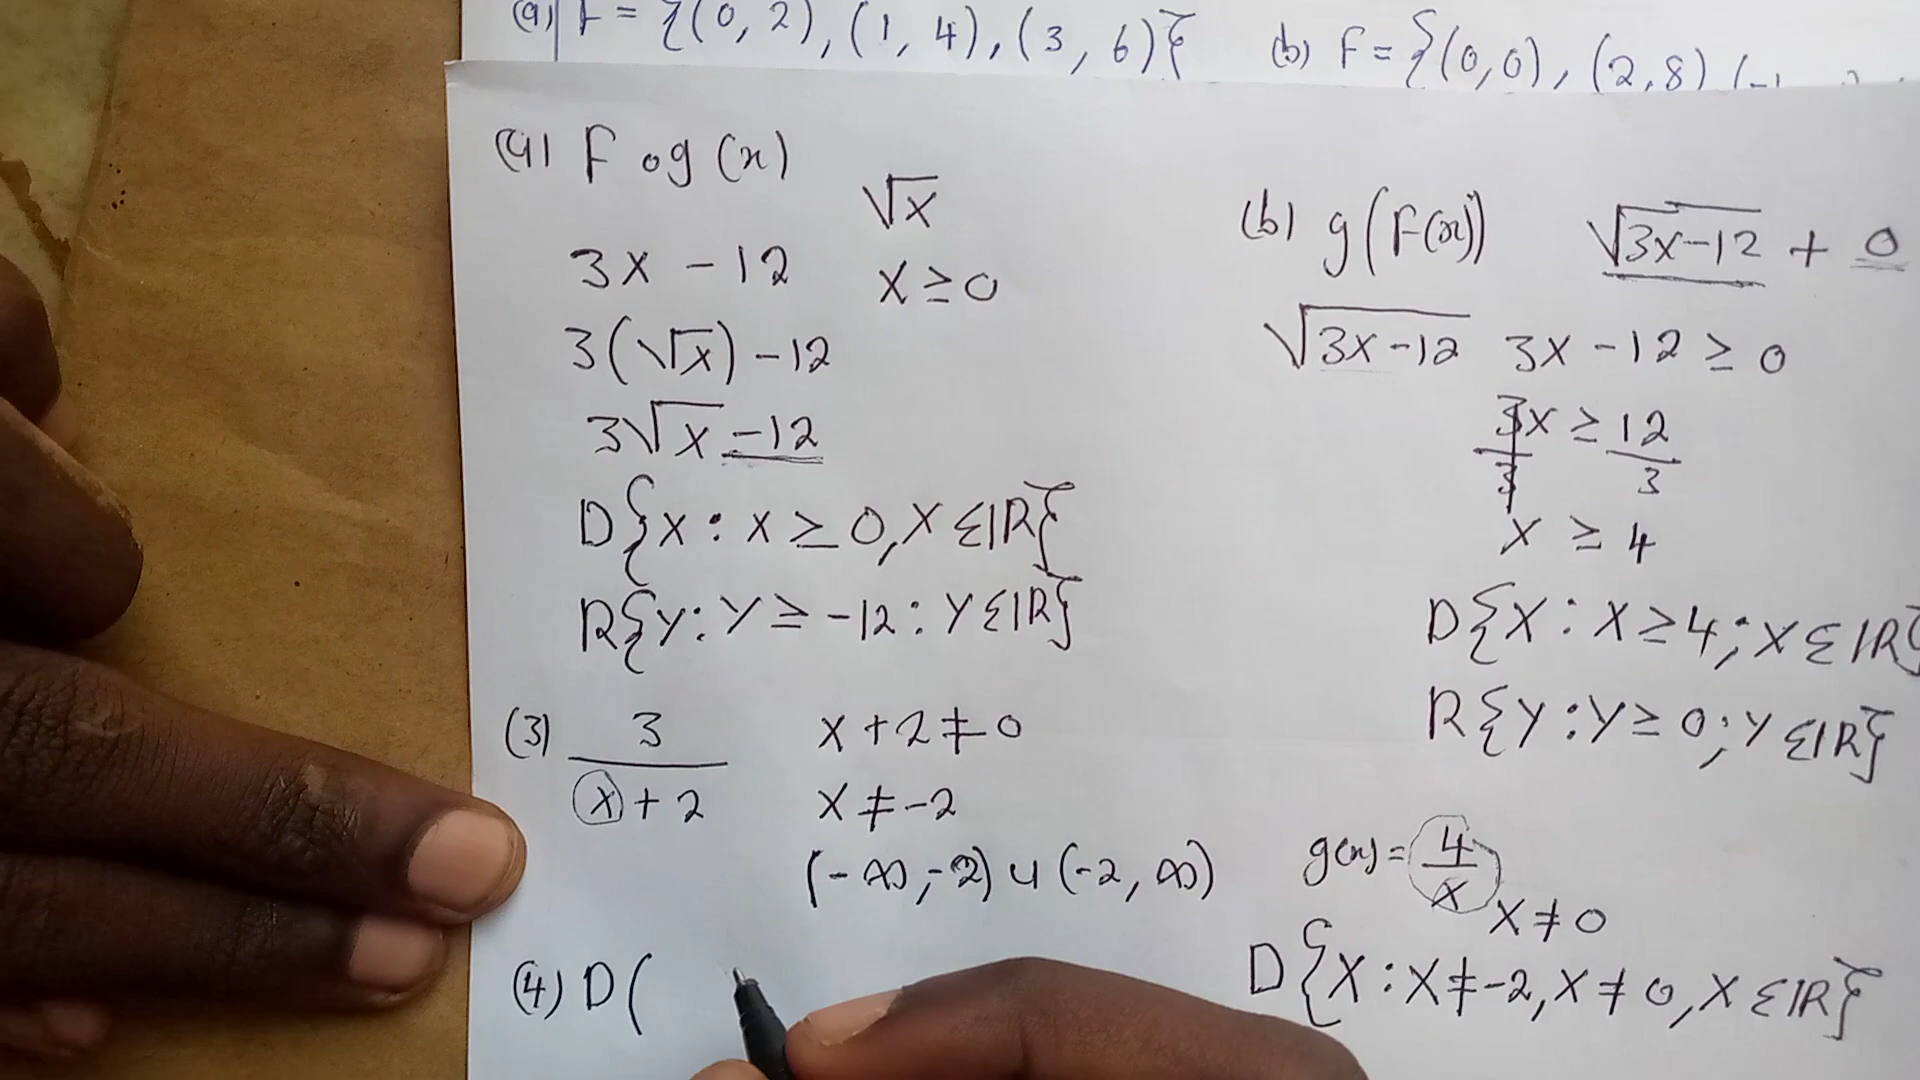 (a) F = {(0, 2), (1, 4), (3, 6)}
(b) F = {(0,0), (2,8) (-1
(a) F o g (x)
√x
3x - 12
x ≥ 0
3(√x) - 12
3√x - 12
D{x : x ≥ 0, x ∈ IR}
R{y : y ≥ -12 : y ∈ IR}
(b) g(F(x))
√3x-12 + 0
√3x-12 3x - 12 ≥ 0
3x ≥ 12
3 3
x ≥ 4
D{x : x ≥ 4; x ∈ IR}
R{y : y ≥ 0; y ∈ IR}
(3) 3
x + 2
x + 2 ≠ 0
x ≠ -2
(-∞, -2) ∪ (-2, ∞)
g(x) = 4
x
x ≠ 0
D{x : x ≠ -2, x ≠ 0, x ∈ IR}
(4) D(